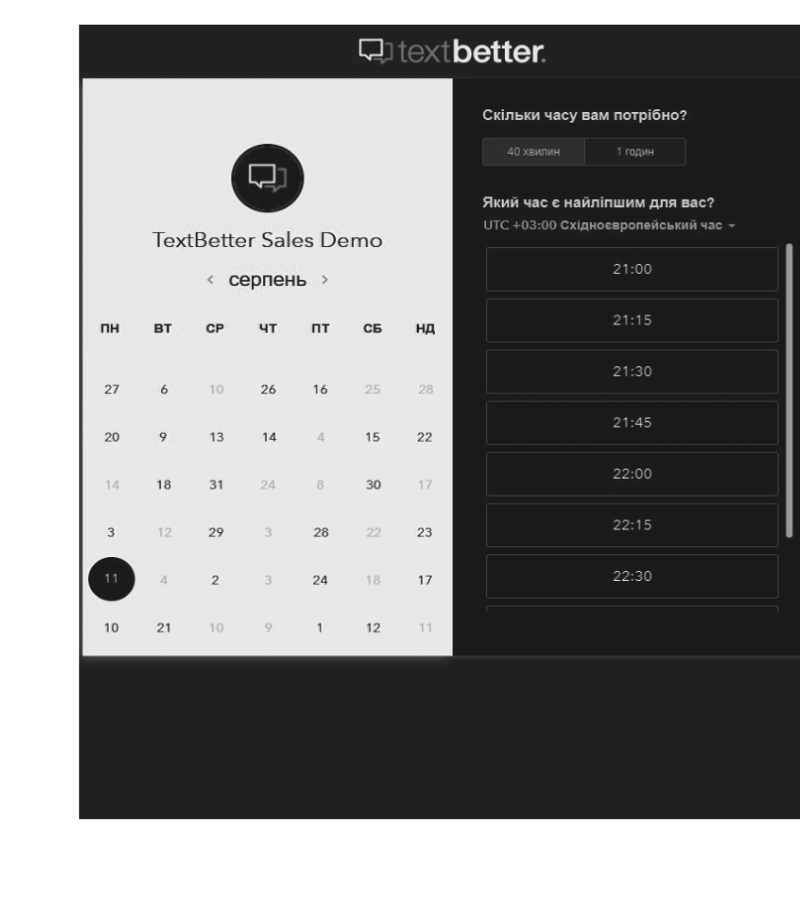 textbetter.
TextBetter Sales Demo
< серпень >
ПН ВТ СР ЧТ ПТ СБ НД
27 6 10 26 16 25 28
20 9 13 14 4 15 22
14 18 31 24 8 30 17
3 12 29 3 28 22 23
11 4 2 3 24 18 17
10 21 10 9 1 12 11
Скільки часу вам потрібно?
40 хвилин 1 годин
Який час є найліпшим для вас?
UTC +03:00 Східноєвропейський час
21:00
21:15
21:30
21:45
22:00
22:15
22:30